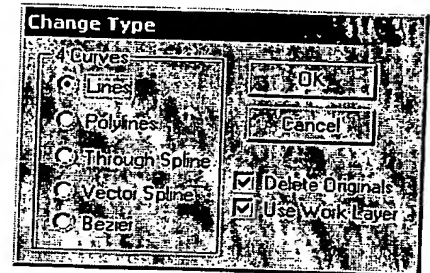 Change Type
4 Curves
Lines
Polylines
Through Spline
Vector Spline
Bezier
OK
Cancel
Delete Originals
Use Work Layer